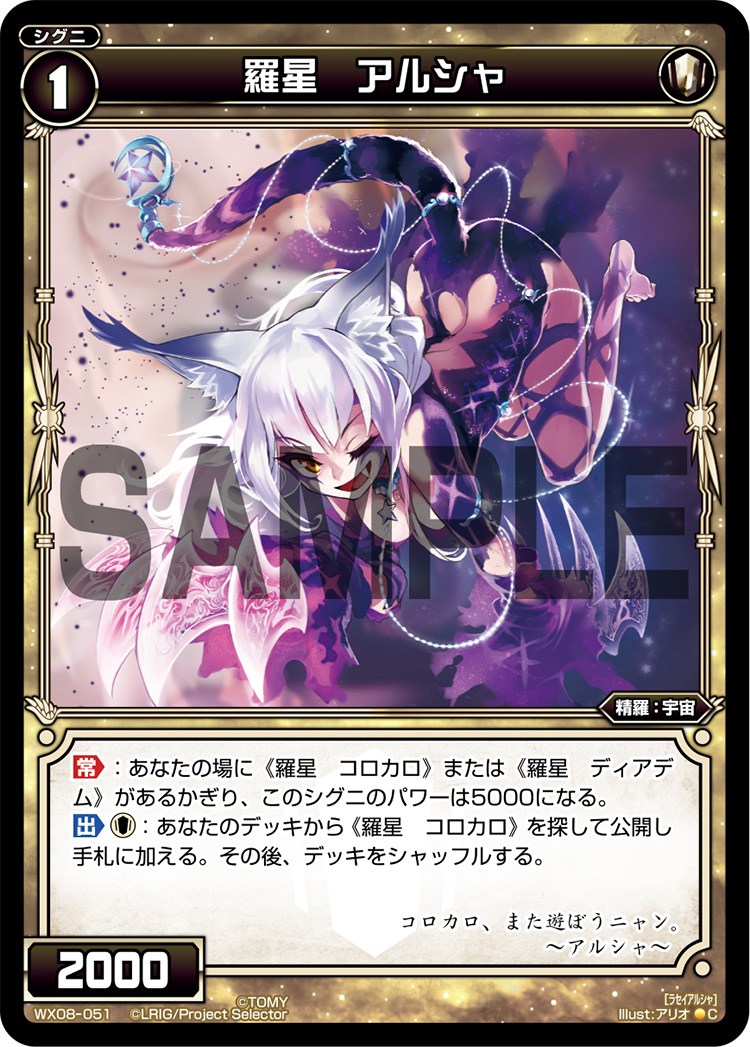 シグニ
1
羅星　アルシャ
SAMPLE
精羅：宇宙
常：あなたの場に《羅星　コロカロ》または《羅星　ディアデ
ム》があるかぎり、このシグニのパワーは5000になる。
出：あなたのデッキから《羅星　コロカロ》を探して公開し
手札に加える。その後、デッキをシャッフルする。
コロカロ、また遊ぼうニャン。
～アルシャ～
2000
©TOMY
WX08-051 ©LRIG/Project Selector
[ラセイアルシャ]
Illust:アリオ C